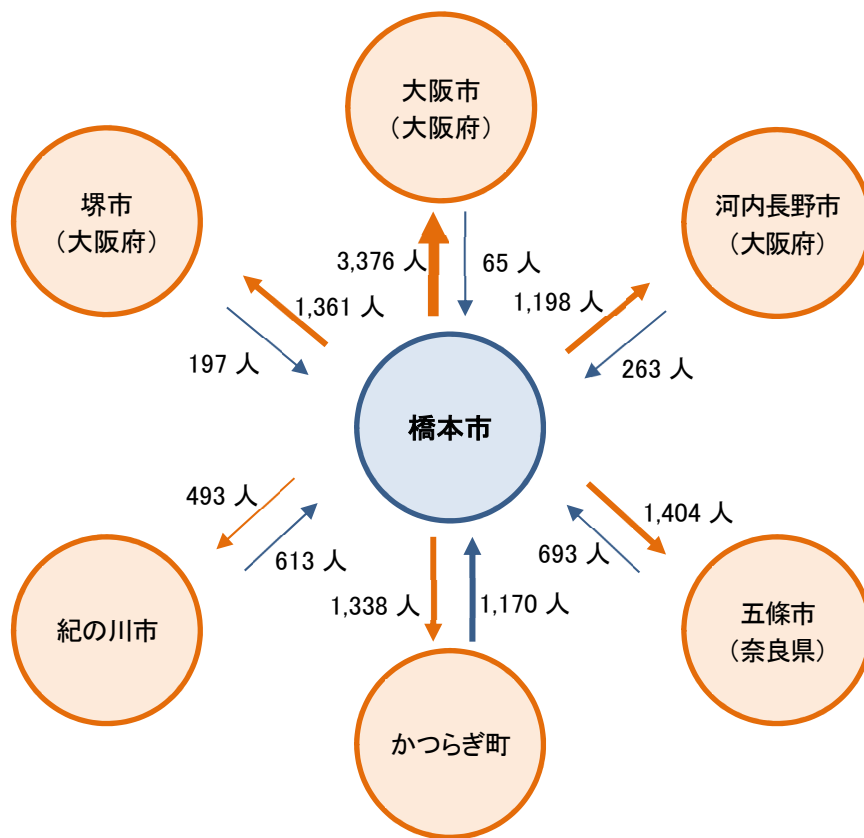 大阪市
（大阪府）
堺市
（大阪府）
河内長野市
（大阪府）
3,376 人
65 人
1,361 人
1,198 人
197 人
263 人
橋本市
493 人
1,404 人
613 人
693 人
1,338 人
1,170 人
紀の川市
五條市
（奈良県）
かつらぎ町